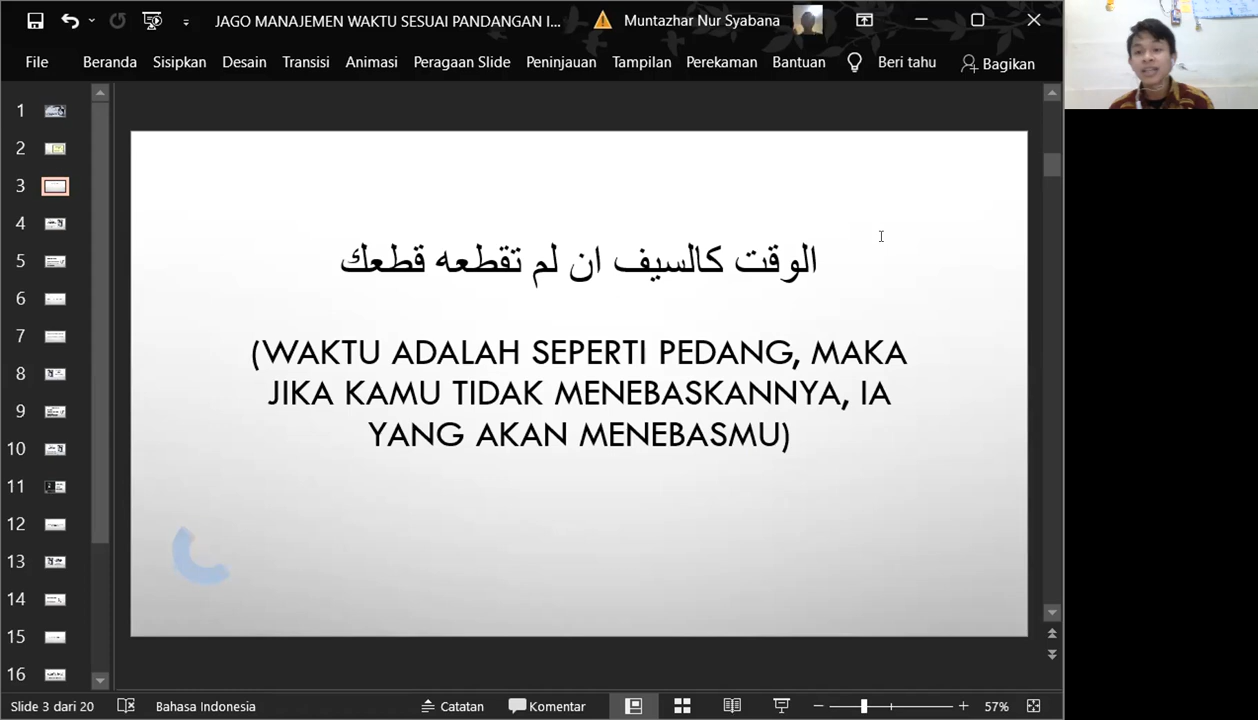 JAGO MANAJEMEN WAKTU SESUAI PANDANGAN I...
Muntazhar Nur Syabana
File Beranda Sisipkan Desain Transisi Animasi Peragaan Slide Peninjauan Tampilan Perekaman Bantuan Beri tahu Bagikan
1
2
3
4
5
6
7
8
9
10
11
12
13
14
15
16
الوقت كالسيف ان لم تقطعه قطعك
(WAKTU ADALAH SEPERTI PEDANG, MAKA
JIKA KAMU TIDAK MENEBASKANNYA, IA
YANG AKAN MENEBASMU)
Slide 3 dari 20 Bahasa Indonesia Catatan Komentar 57%